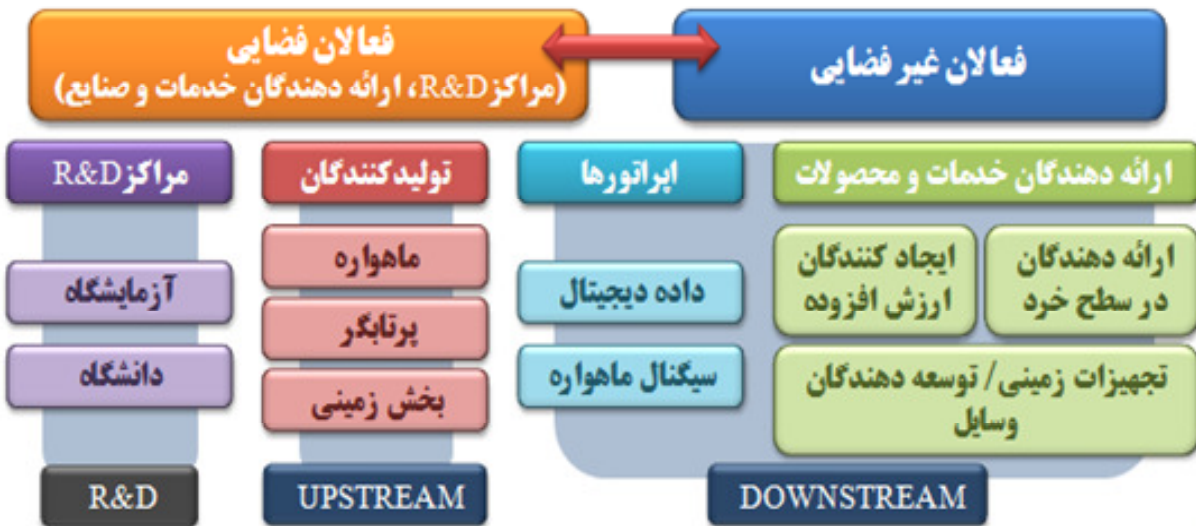 فعالان فضایی
(مراکز R&D، ارائه دهندگان خدمات و صنایع)
فعالان غیر فضایی
مراکز R&D
آزمایشگاه
دانشگاه
R&D
تولیدکنندگان
ماهواره
پرتابگر
بخش زمینی
UPSTREAM
اپراتورها
داده دیجیتال
سیگنال ماهواره
ارائه دهندگان خدمات و محصولات
ایجاد کنندگان
ارزش افزوده
ارائه دهندگان
در سطح خرد
تجهیزات زمینی/ توسعه دهندگان
وسایل
DOWNSTREAM